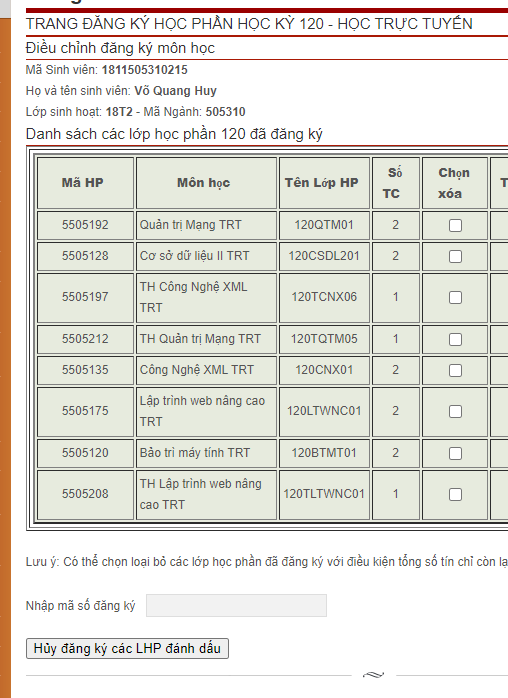 TRANG ĐĂNG KÝ HỌC PHẦN HỌC KỲ 120 - HỌC TRỰC TUYẾN
Điều chỉnh đăng ký môn học
Mã Sinh viên: 1811505310215
Họ và tên sinh viên: Võ Quang Huy
Lớp sinh hoạt: 18T2 - Mã Ngành: 505310
Danh sách các lớp học phần 120 đã đăng ký
Mã HP Môn học Tên Lớp HP Số TC Chọn xóa T
5505192 Quản trị Mạng TRT 120QTM01 2
5505128 Cơ sở dữ liệu II TRT 120CSDL201 2
5505197 TH Công Nghệ XML TRT 120TCNX06 1
5505212 TH Quản trị Mạng TRT 120TQTM05 1
5505135 Công Nghệ XML TRT 120CNX01 2
5505175 Lập trình web nâng cao TRT 120LTWNC01 2
5505120 Bảo trì máy tính TRT 120BTMT01 2
5505208 TH Lập trình web nâng cao TRT 120TLTWNC01 1
Lưu ý: Có thể chọn loại bỏ các lớp học phần đã đăng ký với điều kiện tổng số tín chỉ còn lạ
Nhập mã số đăng ký
Hủy đăng ký các LHP đánh dấu